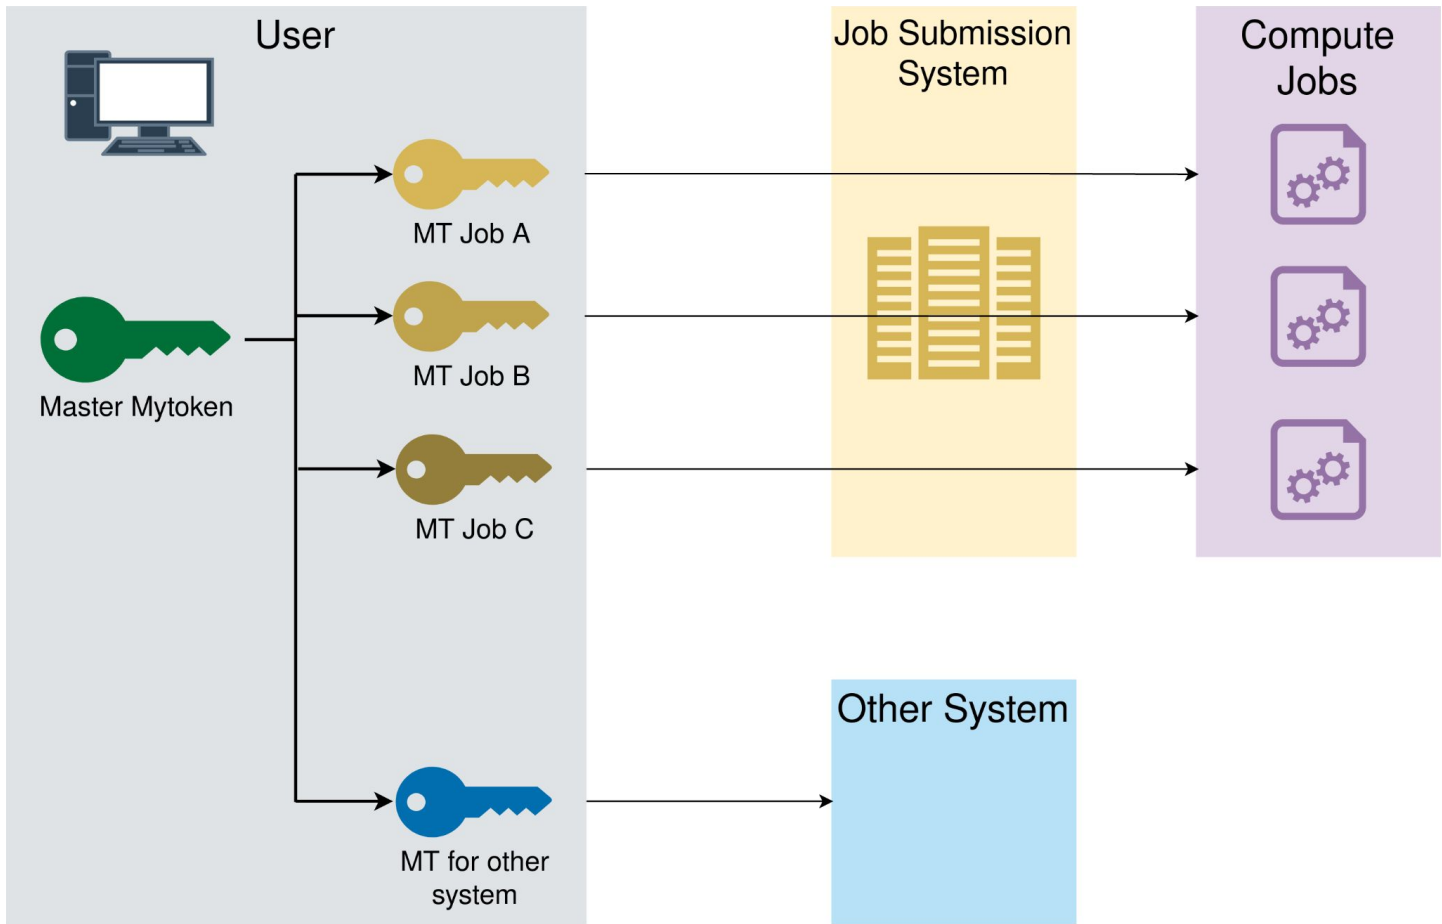 User
Job Submission
System
Compute
Jobs
MT Job A
MT Job B
Master Mytoken
MT Job C
Other System
MT for other
system